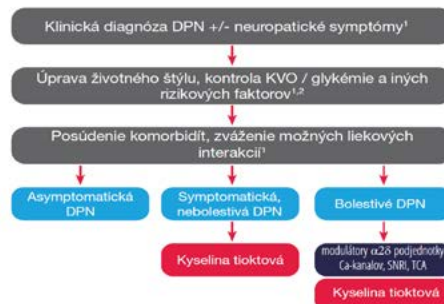 Klinická diagnóza DPN +/- neuropatické symptómy¹
Úprava životného štýlu, kontrola KVO / glykémie a iných
rizikových faktorov¹,²
Posúdenie komorbidít, zváženie možných liekových
interakcií¹
Asymptomatická
DPN
Symptomatická,
nebolestivá DPN
Bolestivé DPN
Kyselina tioktová
modulátory α2δ podjednotky
Ca-kanalov, SNRI, TCA
Kyselina tioktová